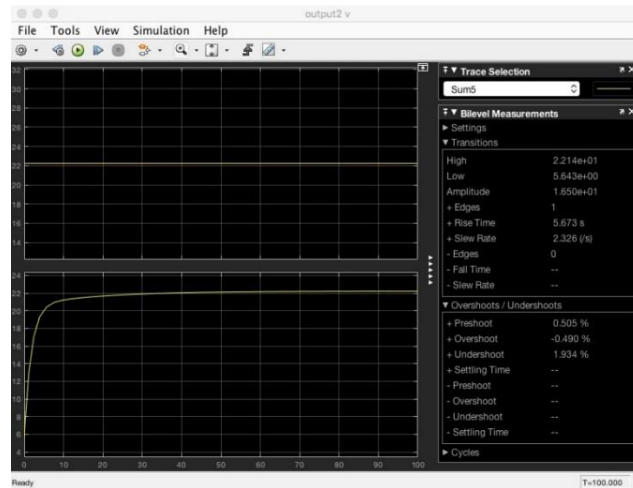 output2 v
File Tools View Simulation Help
32
30
28
26
24
22
20
18
16
14
24
22
20
18
16
14
12
10
8
6
4
0 10 20 30 40 50 60 70 80 90 100
Trace Selection
Sum5
Bilevel Measurements
Settings
Transitions
High 2.214e+01
Low 5.643e+00
Amplitude 1.650e+01
+ Edges 1
+ Rise Time 5.673 s
+ Slew Rate 2.326 (/s)
- Edges 0
- Fall Time --
- Slew Rate --
Overshoots / Undershoots
+ Preshoot 0.505 %
+ Overshoot -0.490 %
+ Undershoot 1.934 %
+ Settling Time --
- Preshoot --
- Overshoot --
- Undershoot --
- Settling Time --
Cycles
Ready T=100.000